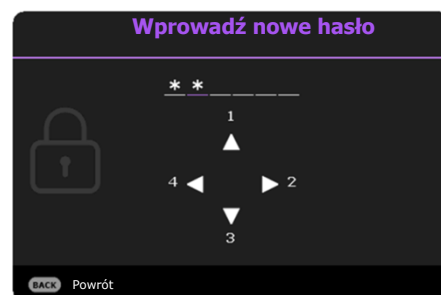 Wprowadź nowe hasło
* * _ _ _ _
1
4 2
3
BACK Powrót